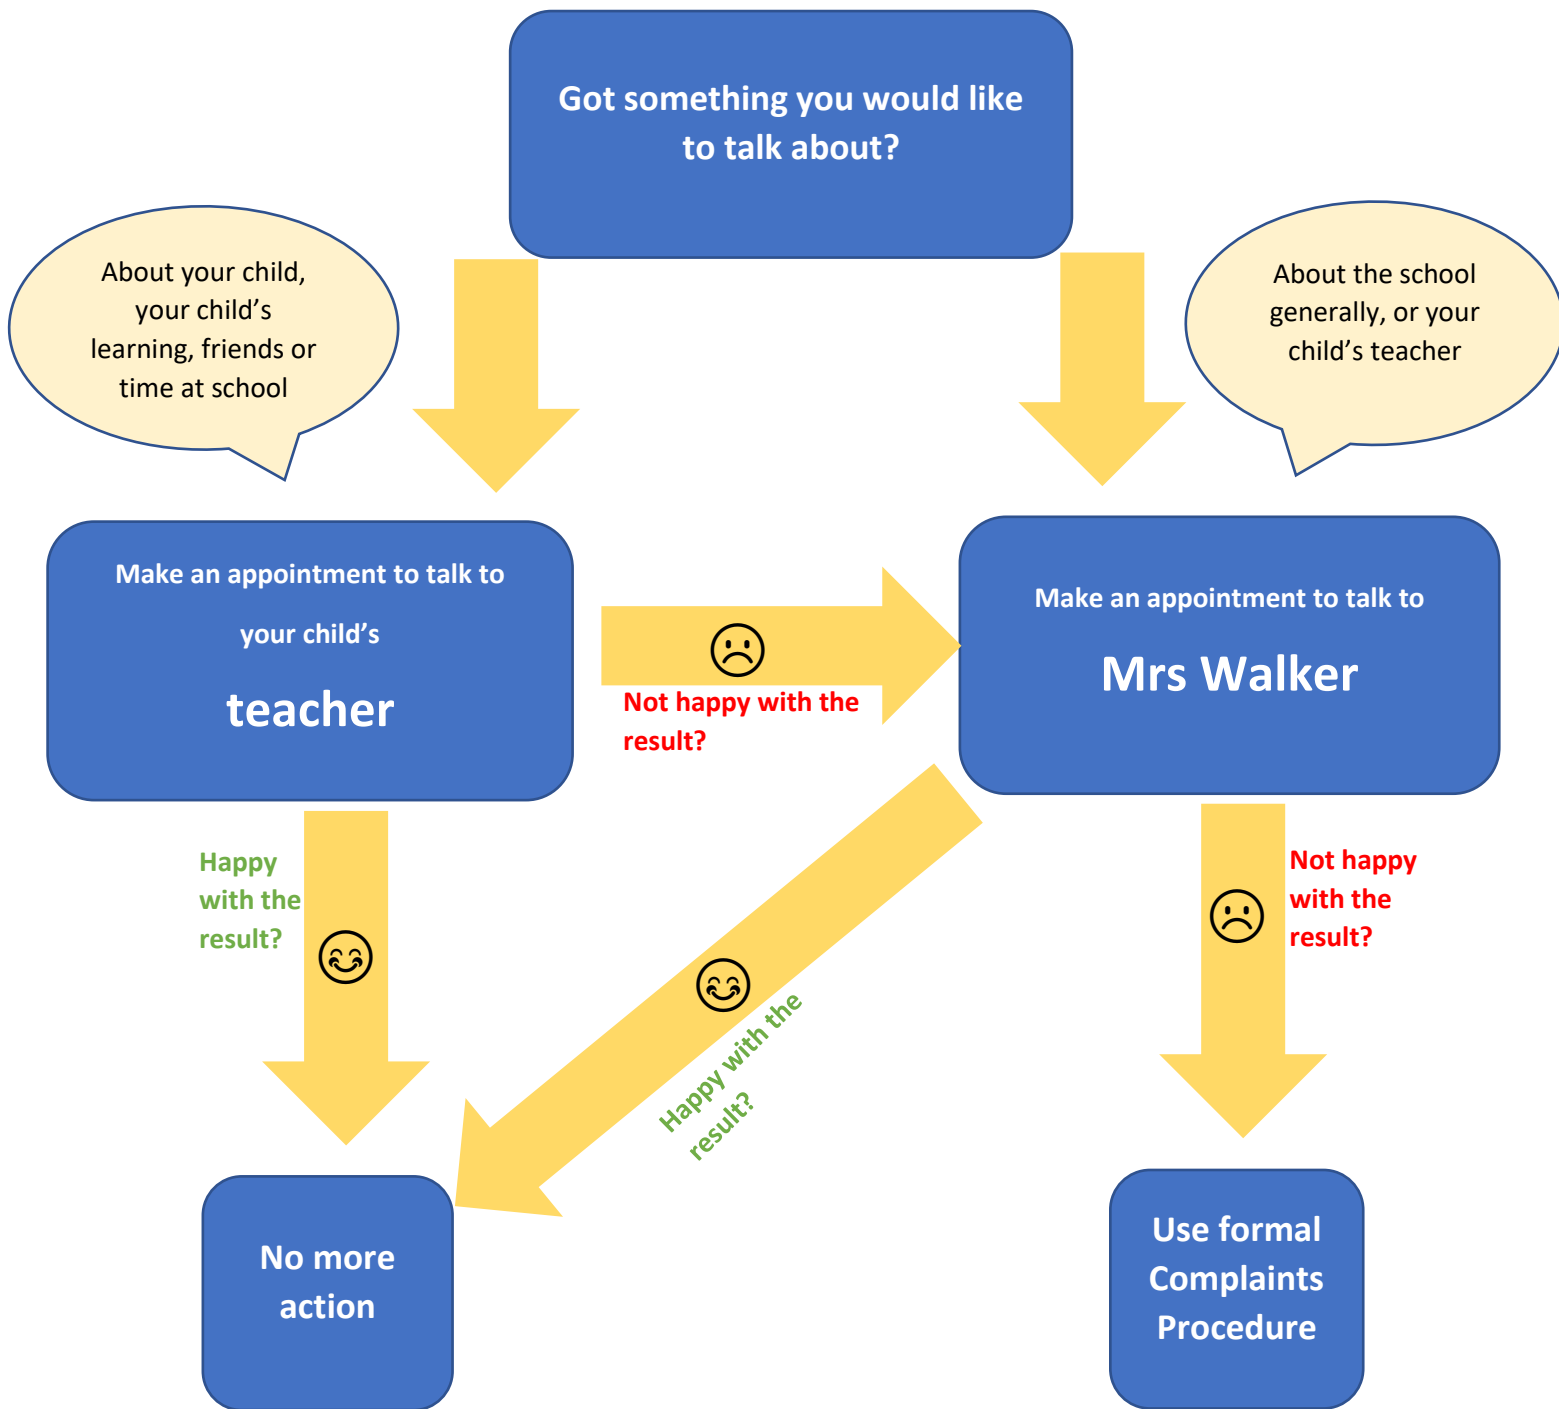 Got something you would like
to talk about?
About your child,
your child’s
learning, friends or
time at school
About the school
generally, or your
child’s teacher
Make an appointment to talk to
your child’s
teacher
Not happy with the
result?
Make an appointment to talk to
Mrs Walker
Happy
with the
result?
Happy with the
result?
Not happy
with the
result?
No more
action
Use formal
Complaints
Procedure